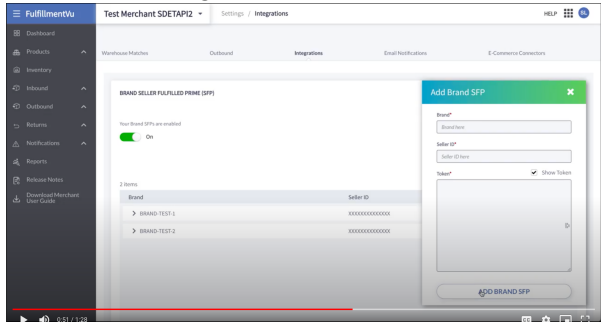 FulfillmentVu
Test Merchant SDETAPI2
Settings / Integrations
HELP
SL
Dashboard
Products
Inventory
Inbound
Outbound
Returns
Notifications
Reports
Release Notes
Download Merchant
User Guide
Warehouse Matches
Outbound
Integrations
Email Notifications
E-Commerce Connectors
BRAND SELLER FULFILLED PRIME (SFP)
Your Brand SFPs are enabled
On
2 items
Brand
Seller ID
BRAND-TEST-1
XXXXXXXXXXXXXX
BRAND-TEST-2
XXXXXXXXXXXXXX
Add Brand SFP
Brand*
Brand here
Seller ID*
Seller ID here
Token*
Show Token
ADD BRAND SFP
0:51 / 1:28
CC